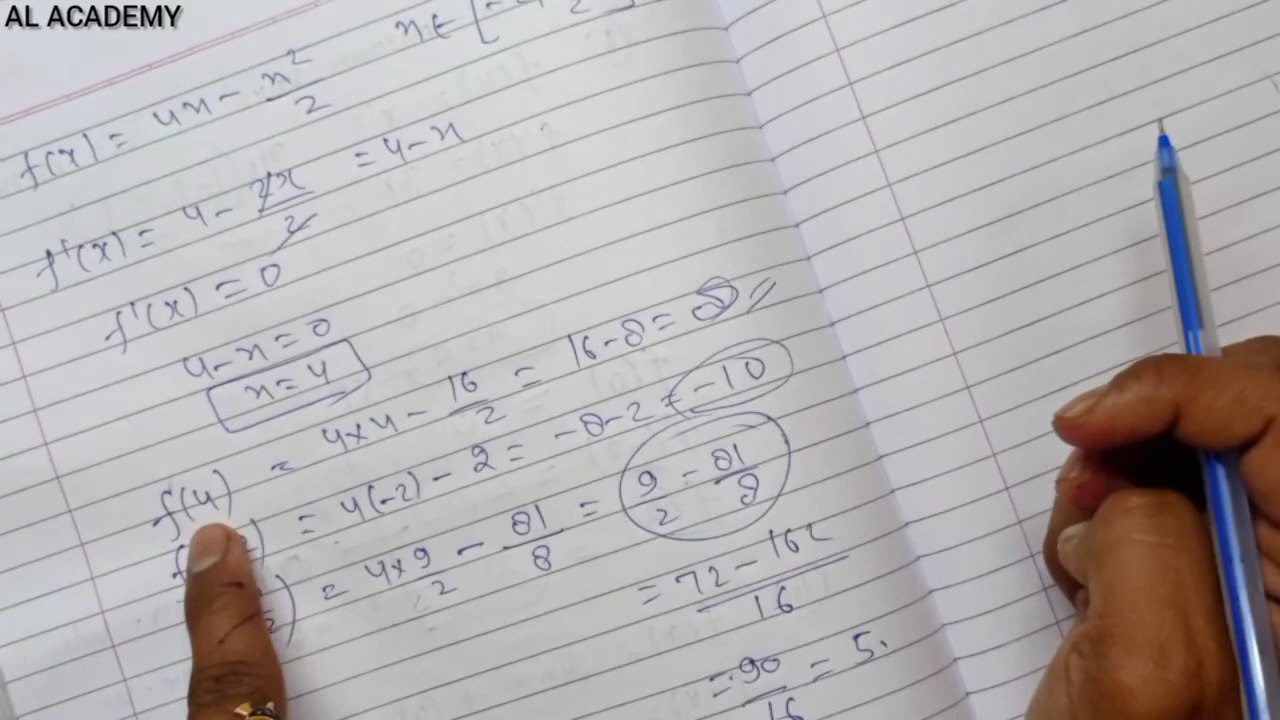 AL ACADEMY
f(x) = 4x - x²/2 x ∈ [-
f'(x) = 4 - 2x/2 = 4 - x
f'(x) = 0
4 - x = 0
x = 4
f(4) = 4×4 - 16/2 = 16 - 8 = 8
= 4(-2) - 2 = -8 - 2 = -10
= 4×9/2 - 81/8 = 9/2 - 81/8
= 72 - 162/16
= 90/16 = 5.